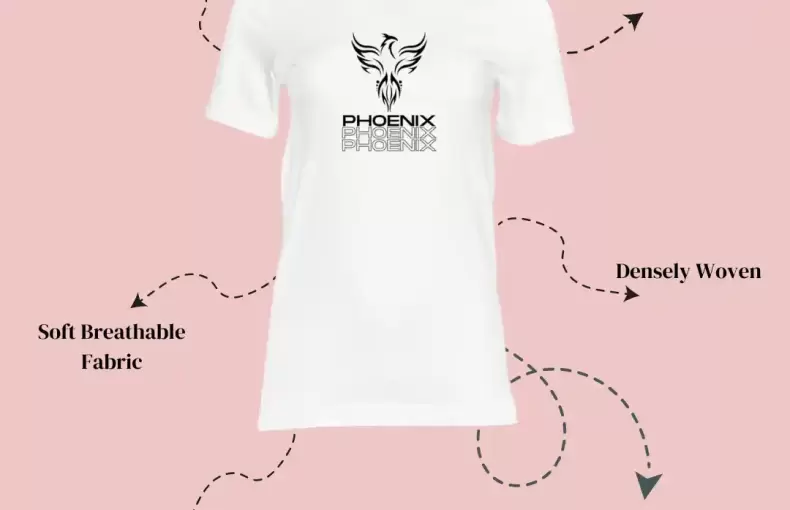 PHOENIX
PHOENIX
PHOENIX
Densely Woven
Soft Breathable
Fabric